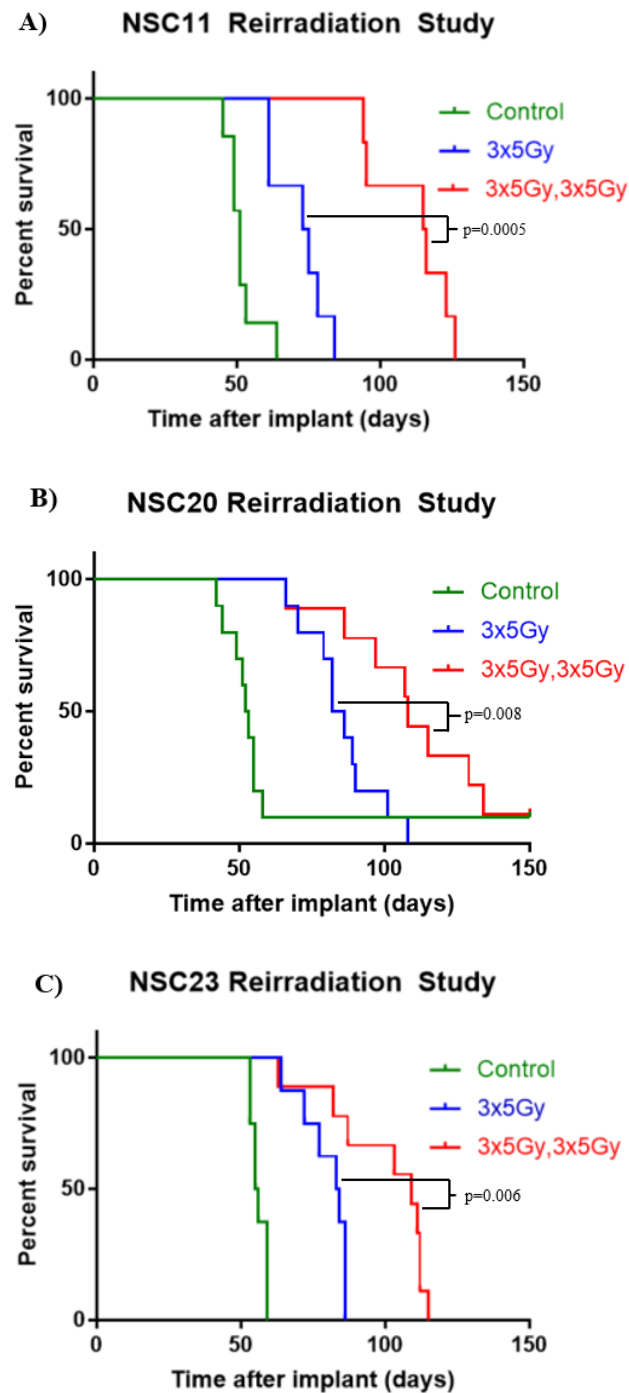 A)
NSC11 Reirradiation Study
100
Control
3x5Gy
3x5Gy,3x5Gy
Percent survival
50
p=0.0005
0
0 50 100 150
Time after implant (days)
B)
NSC20 Reirradiation Study
100
Control
3x5Gy
3x5Gy,3x5Gy
Percent survival
50
p=0.008
0
0 50 100 150
Time after implant (days)
C)
NSC23 Reirradiation Study
100
Control
3x5Gy
3x5Gy,3x5Gy
Percent survival
50
p=0.006
0
0 50 100 150
Time after implant (days)